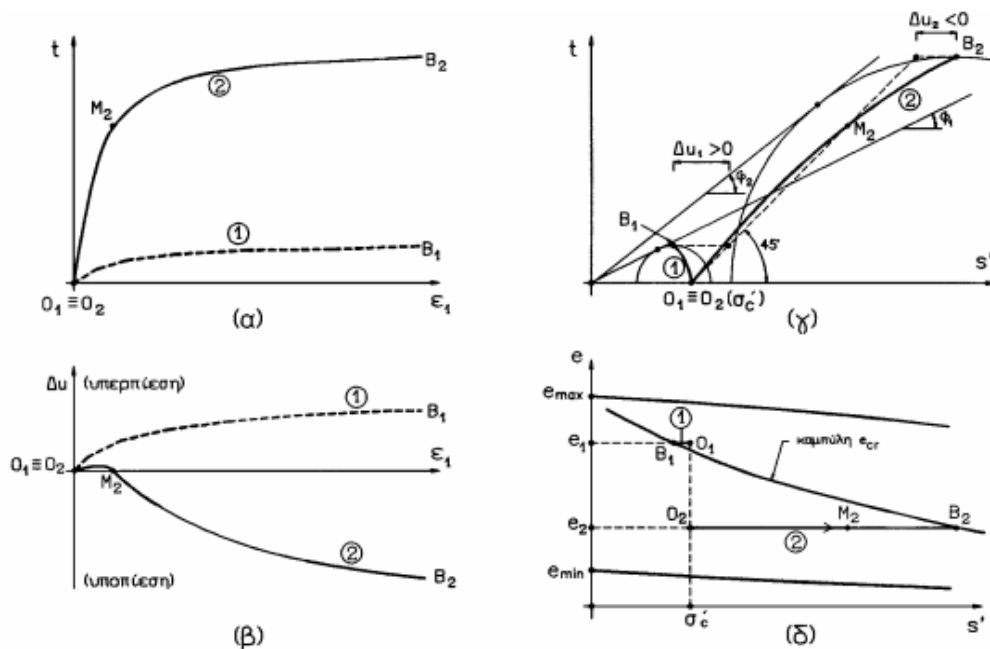 t
B₂
②
M₂
①
B₁
O₁ ≡ O₂
ε₁
(α)
t
Δu₂ < 0
B₂
②
M₂
φ₁
Δu₁ > 0
φ₂
B₁
①
45°
O₁ ≡ O₂ (σ'c)
s'
(γ)
Δu
(υπερπίεση)
①
B₁
O₁ ≡ O₂
M₂
ε₁
②
B₂
(υποπίεση)
(β)
e
emax
①
e₁
B₁
O₁
καμπύλη ecr
O₂
M₂
B₂
e₂
②
emin
σ'c
s'
(δ)